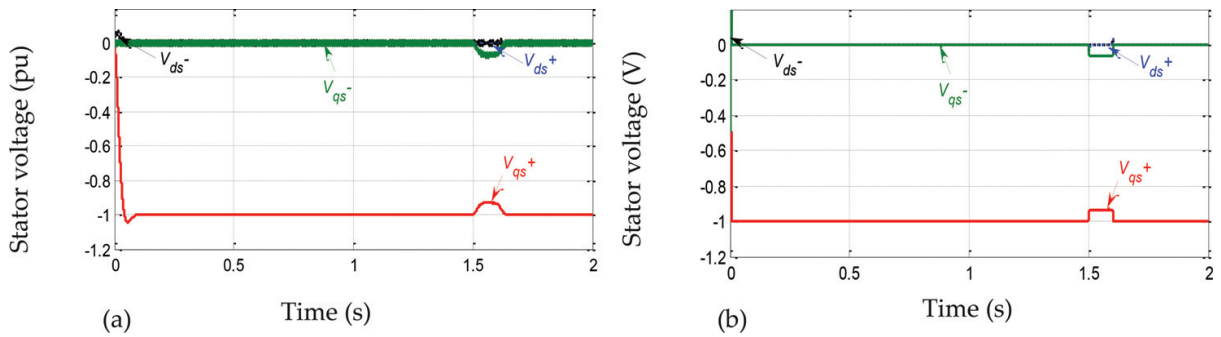 Stator voltage (pu)
0
-0.2
-0.4
-0.6
-0.8
-1
-1.2
0
0.5
1
1.5
2
Vds-
Vqs-
Vds+
Vqs+
Time (s)
(a)
Stator voltage (V)
0
-0.2
-0.4
-0.6
-0.8
-1
-1.2
0
0.5
1
1.5
2
Vds-
Vqs-
Vds+
Vqs+
Time (s)
(b)